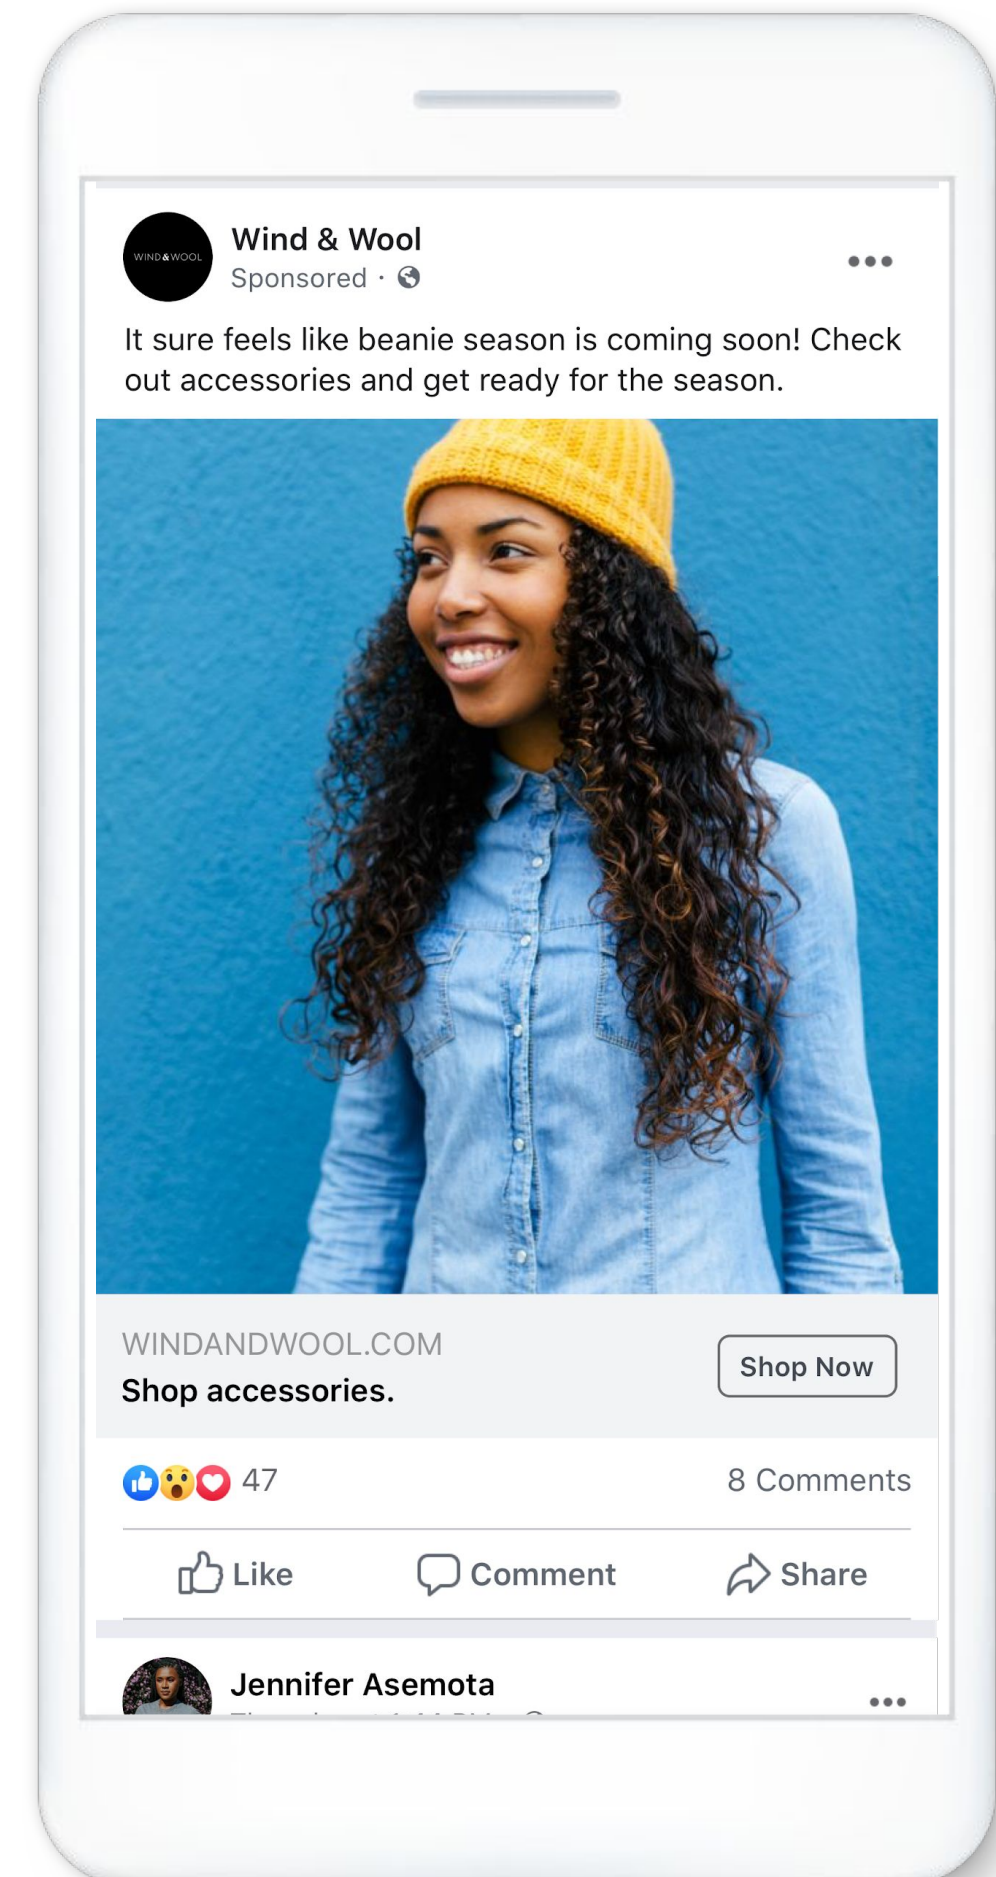 WIND&WOOL
Wind & Wool
Sponsored ·
It sure feels like beanie season is coming soon! Check
out accessories and get ready for the season.
WINDANDWOOL.COM
Shop accessories.
Shop Now
47
8 Comments
Like
Comment
Share
Jennifer Asemota